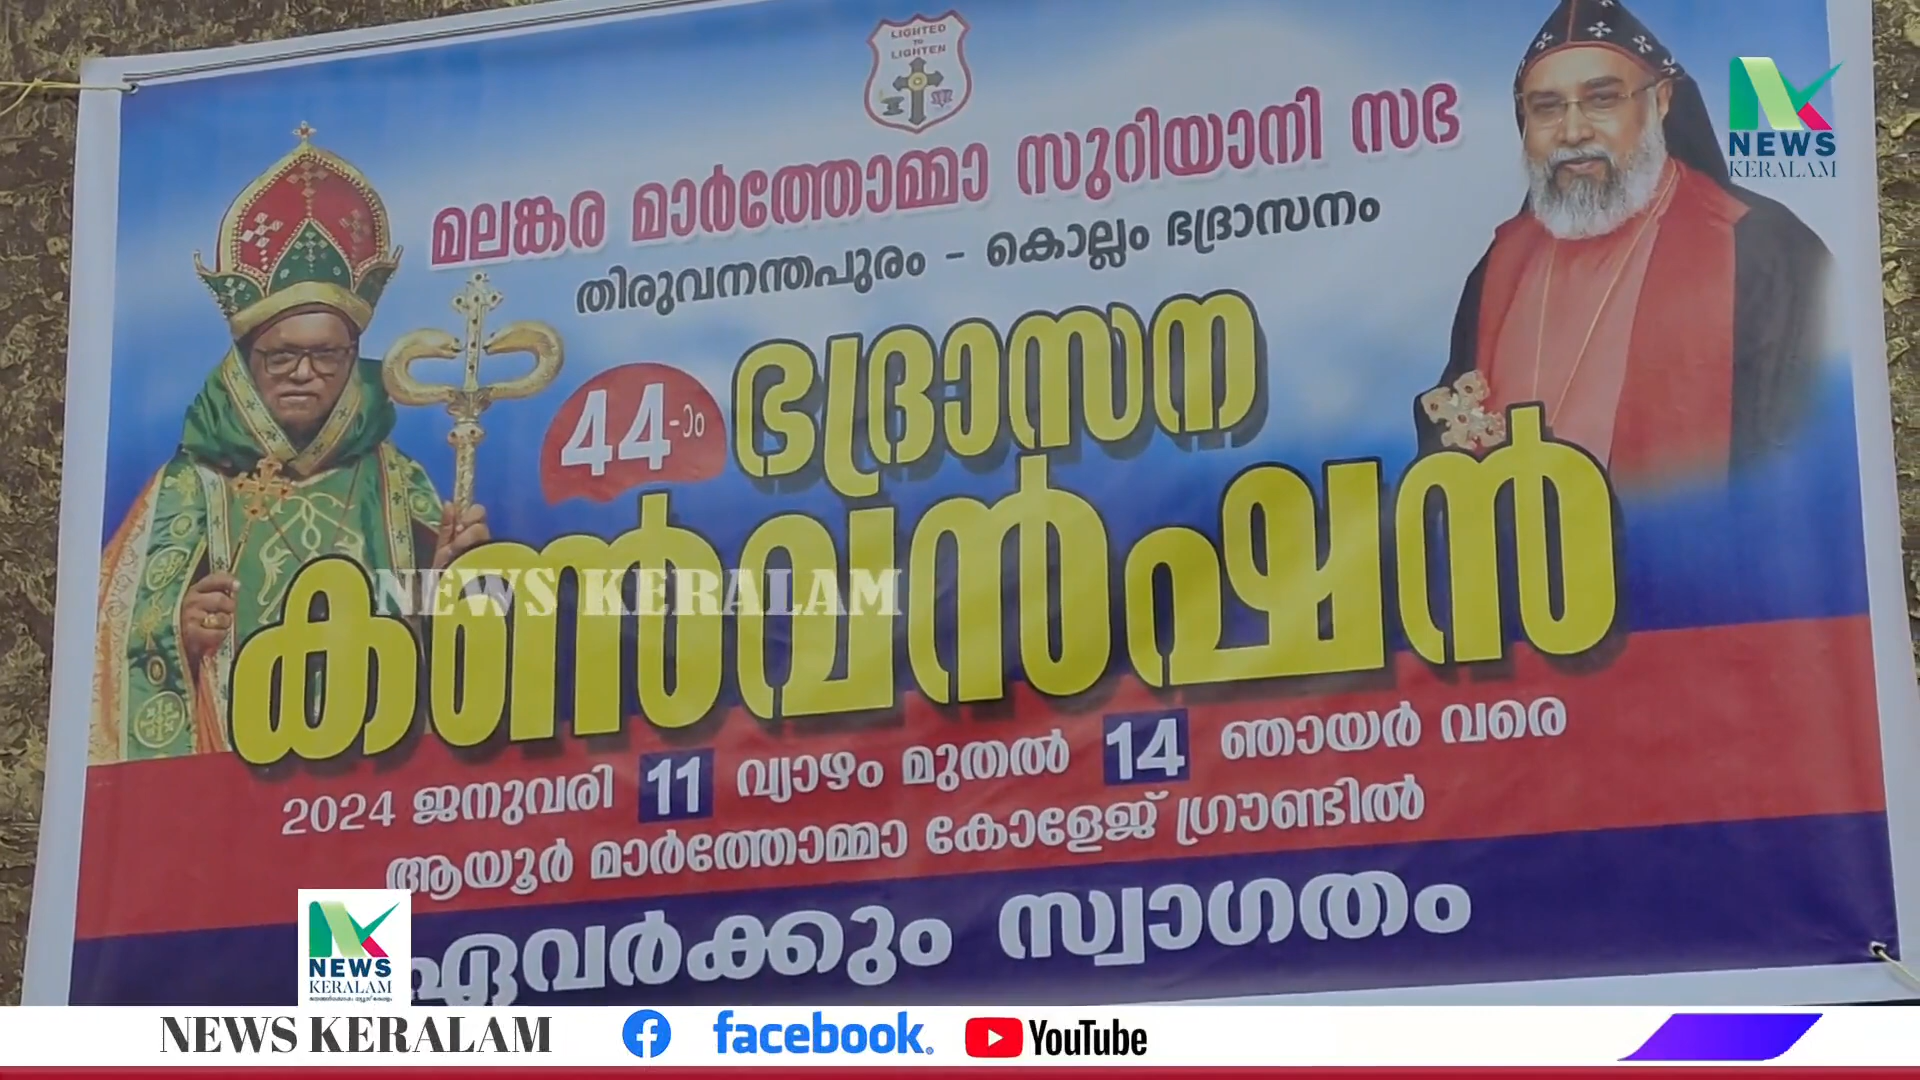 LIGHTED
TO
LIGHTEN
മലങ്കര മാർത്തോമ്മാ സുറിയാനി സഭ
തിരുവനന്തപുരം - കൊല്ലം ഭദ്രാസനം
44-ാം ഭദ്രാസന
കൺവൻഷൻ
2024 ജനുവരി 11 വ്യാഴം മുതൽ 14 ഞായർ വരെ
ആയൂർ മാർത്തോമ്മാ കോളേജ് ഗ്രൗണ്ടിൽ
ഏവർക്കും സ്വാഗതം
NEWS
KERALAM
NEWS KERALAM
NEWS
KERALAM
NEWS KERALAM facebook. YouTube